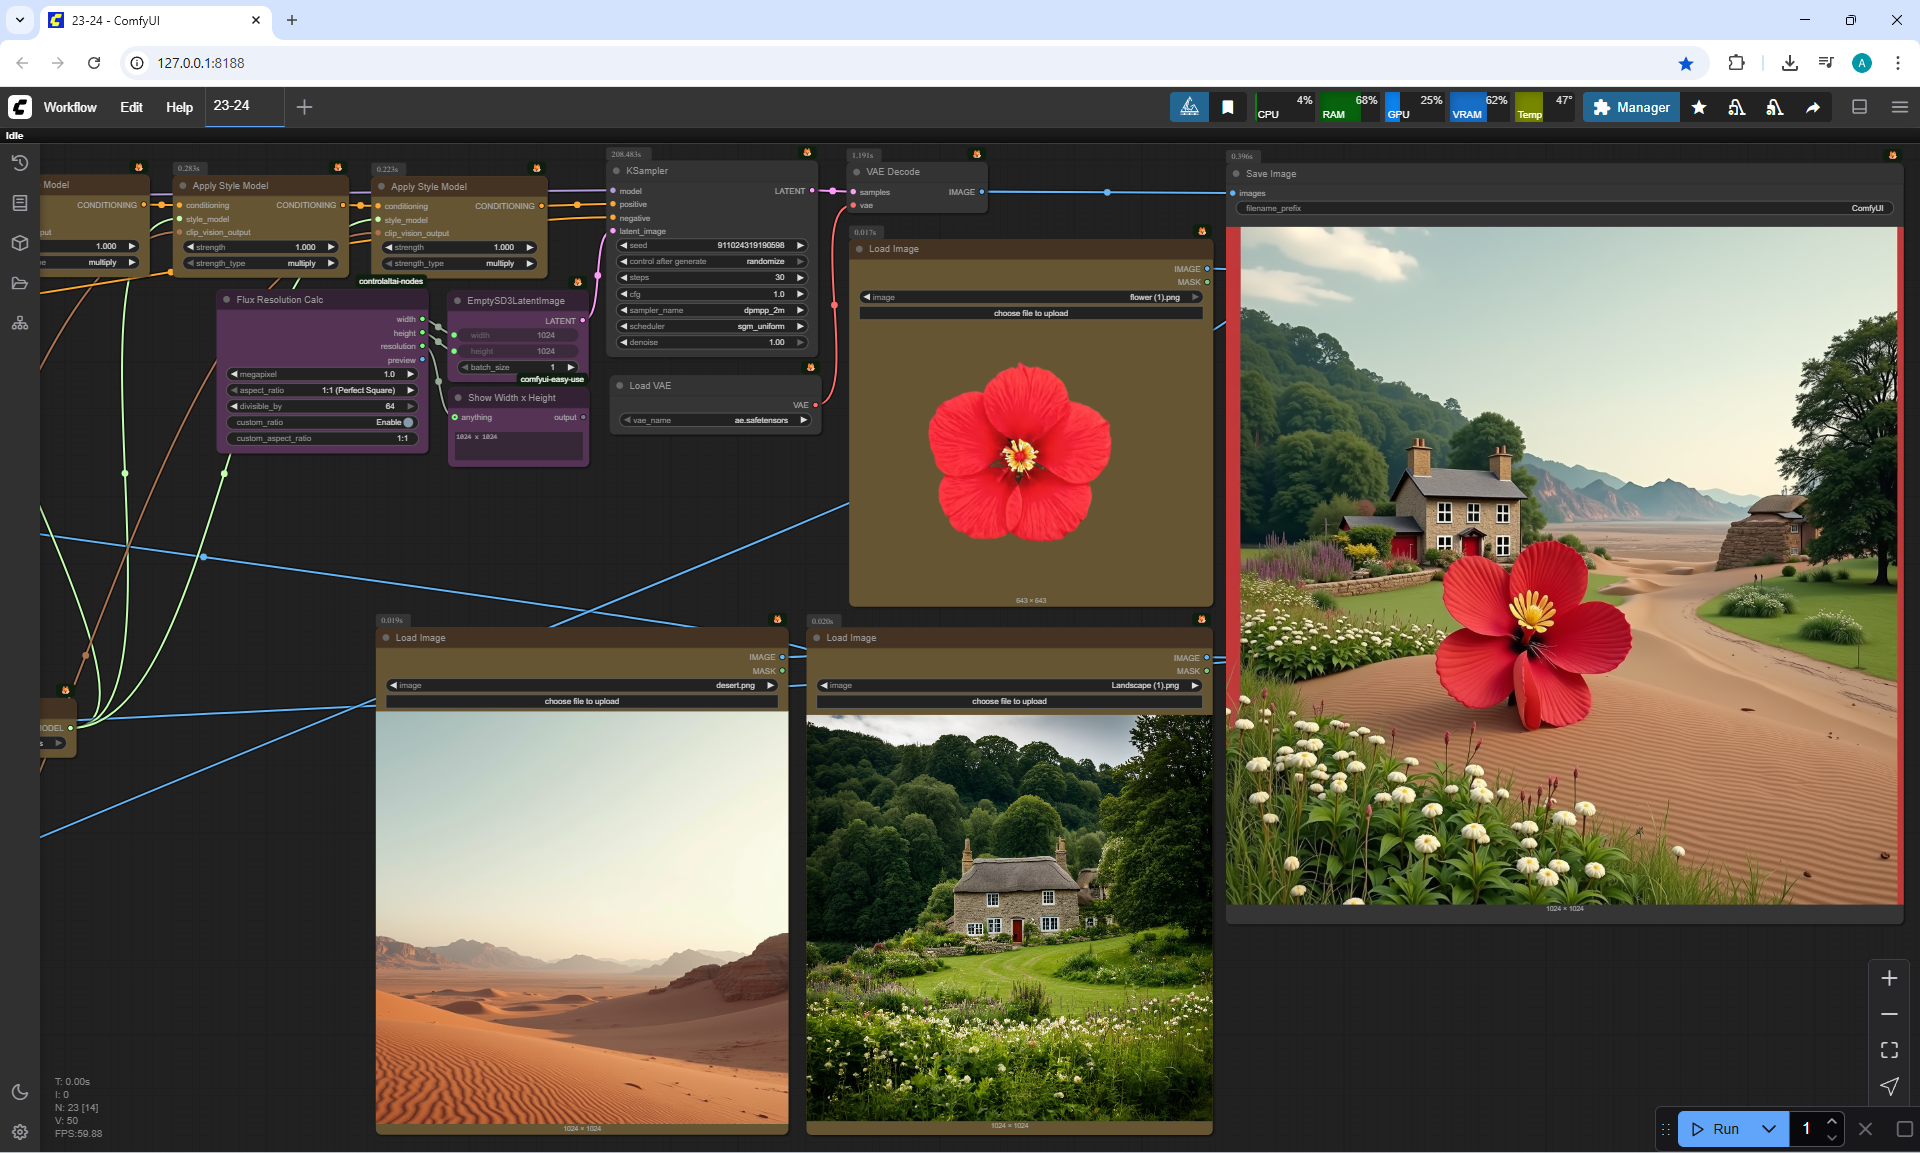 23-24 - ComfyUI
127.0.0.1:8188
A
Workflow
Edit
Help
23-24
CPU 4%
RAM 68%
GPU 25%
VRAM 62%
Temp 47°
Manager
Idle
Model
CONDITIONING
1.000
multiply
0.283s
Apply Style Model
conditioning CONDITIONING
style_model
clip_vision_output
strength 1.000
strength_type multiply
0.223s
Apply Style Model
conditioning CONDITIONING
style_model
clip_vision_output
strength 1.000
strength_type multiply
controlaltai-nodes
Flux Resolution Calc
width
height
resolution
preview
megapixel 1.0
aspect_ratio 1:1 (Perfect Square)
divisible_by 64
custom_ratio Enable
custom_aspect_ratio 1:1
EmptySD3LatentImage
LATENT
width 1024
height 1024
batch_size 1
comfyui-easy-use
Show Width x Height
anything output
1024 x 1024
208.483s
KSampler
model LATENT
positive
negative
latent_image
seed 911024319190598
control after generate randomize
steps 30
cfg 1.0
sampler_name dpmpp_2m
scheduler sgm_uniform
denoise 1.00
Load VAE
VAE
vae_name ae.safetensors
1.191s
VAE Decode
samples IMAGE
vae
0.017s
Load Image
IMAGE
MASK
image flower (1).png
choose file to upload
643 × 643
0.396s
Save Image
images
filename_prefix ComfyUI
1024 × 1024
0.019s
Load Image
IMAGE
MASK
image desert.png
choose file to upload
1024 × 1024
0.020s
Load Image
IMAGE
MASK
image Landscape (1).png
choose file to upload
1024 × 1024
T: 0.00s
I: 0
N: 23 [14]
V: 50
FPS:59.88
Run
1